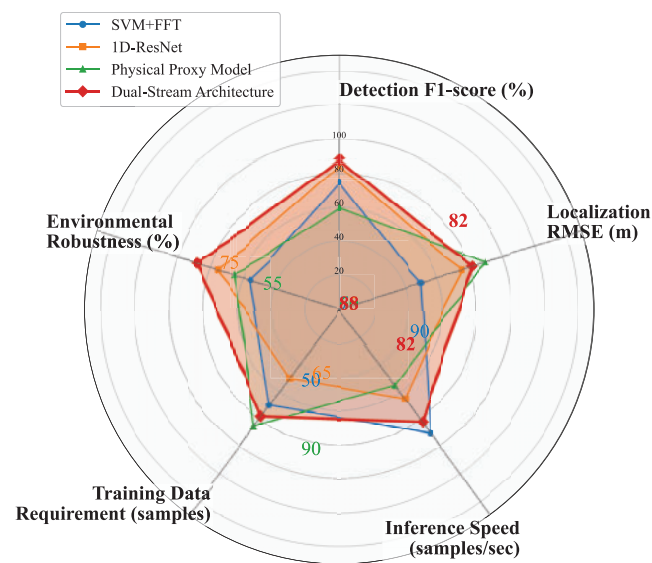 SVM+FFT
1D-ResNet
Physical Proxy Model
Dual-Stream Architecture
Detection F1-score (%)
100
80
60
40
20
82
Localization
RMSE (m)
Environmental
Robustness (%)
75
55
88
90
82
50
65
90
Training Data
Requirement (samples)
Inference Speed
(samples/sec)